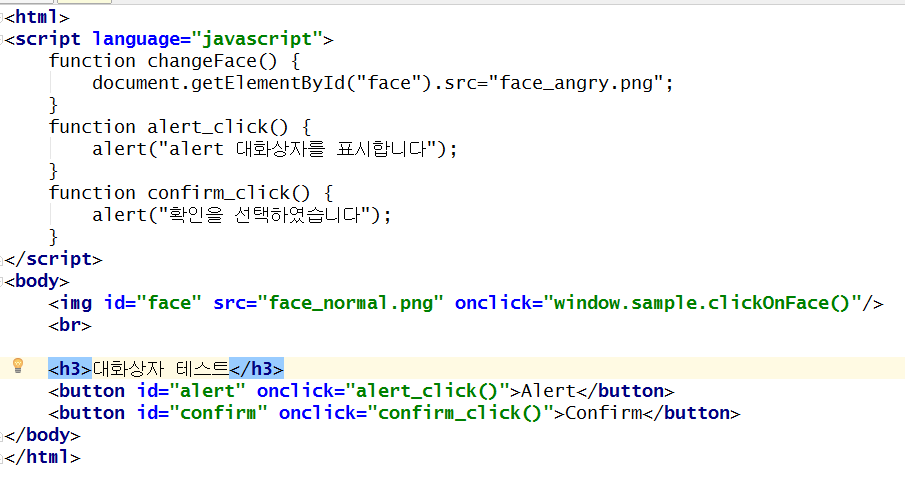 <html>
<script language="javascript">
    function changeFace() {
        document.getElementById("face").src="face_angry.png";
    }
    function alert_click() {
        alert("alert 대화상자를 표시합니다");
    }
    function confirm_click() {
        alert("확인을 선택하였습니다");
    }
</script>
<body>
    <img id="face" src="face_normal.png" onclick="window.sample.clickOnFace()"/>
    <br>
    <h3>대화상자 테스트</h3>
    <button id="alert" onclick="alert_click()">Alert</button>
    <button id="confirm" onclick="confirm_click()">Confirm</button>
</body>
</html>